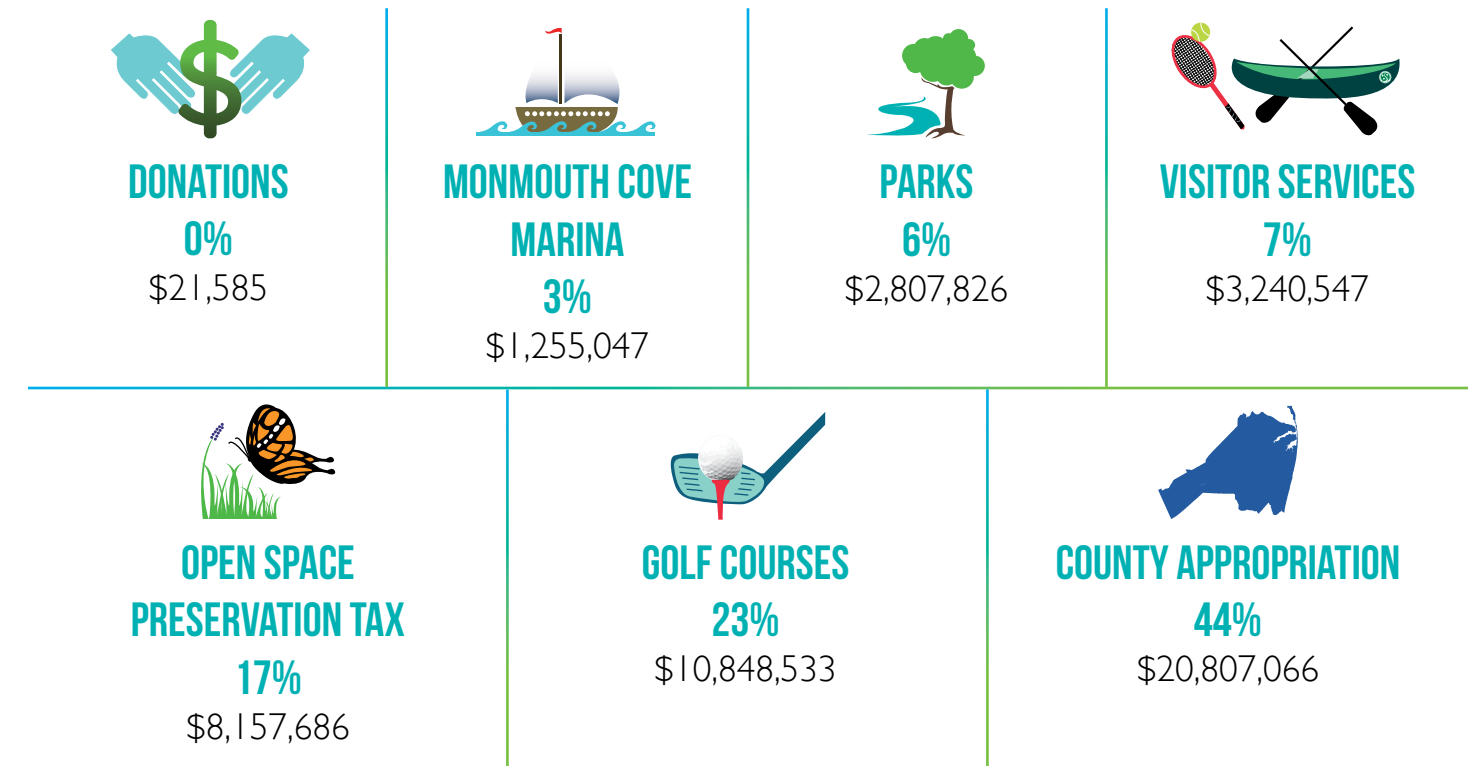 DONATIONS
0%
$21,585
MONMOUTH COVE
MARINA
3%
$1,255,047
PARKS
6%
$2,807,826
VISITOR SERVICES
7%
$3,240,547
OPEN SPACE
PRESERVATION TAX
17%
$8,157,686
GOLF COURSES
23%
$10,848,533
COUNTY APPROPRIATION
44%
$20,807,066